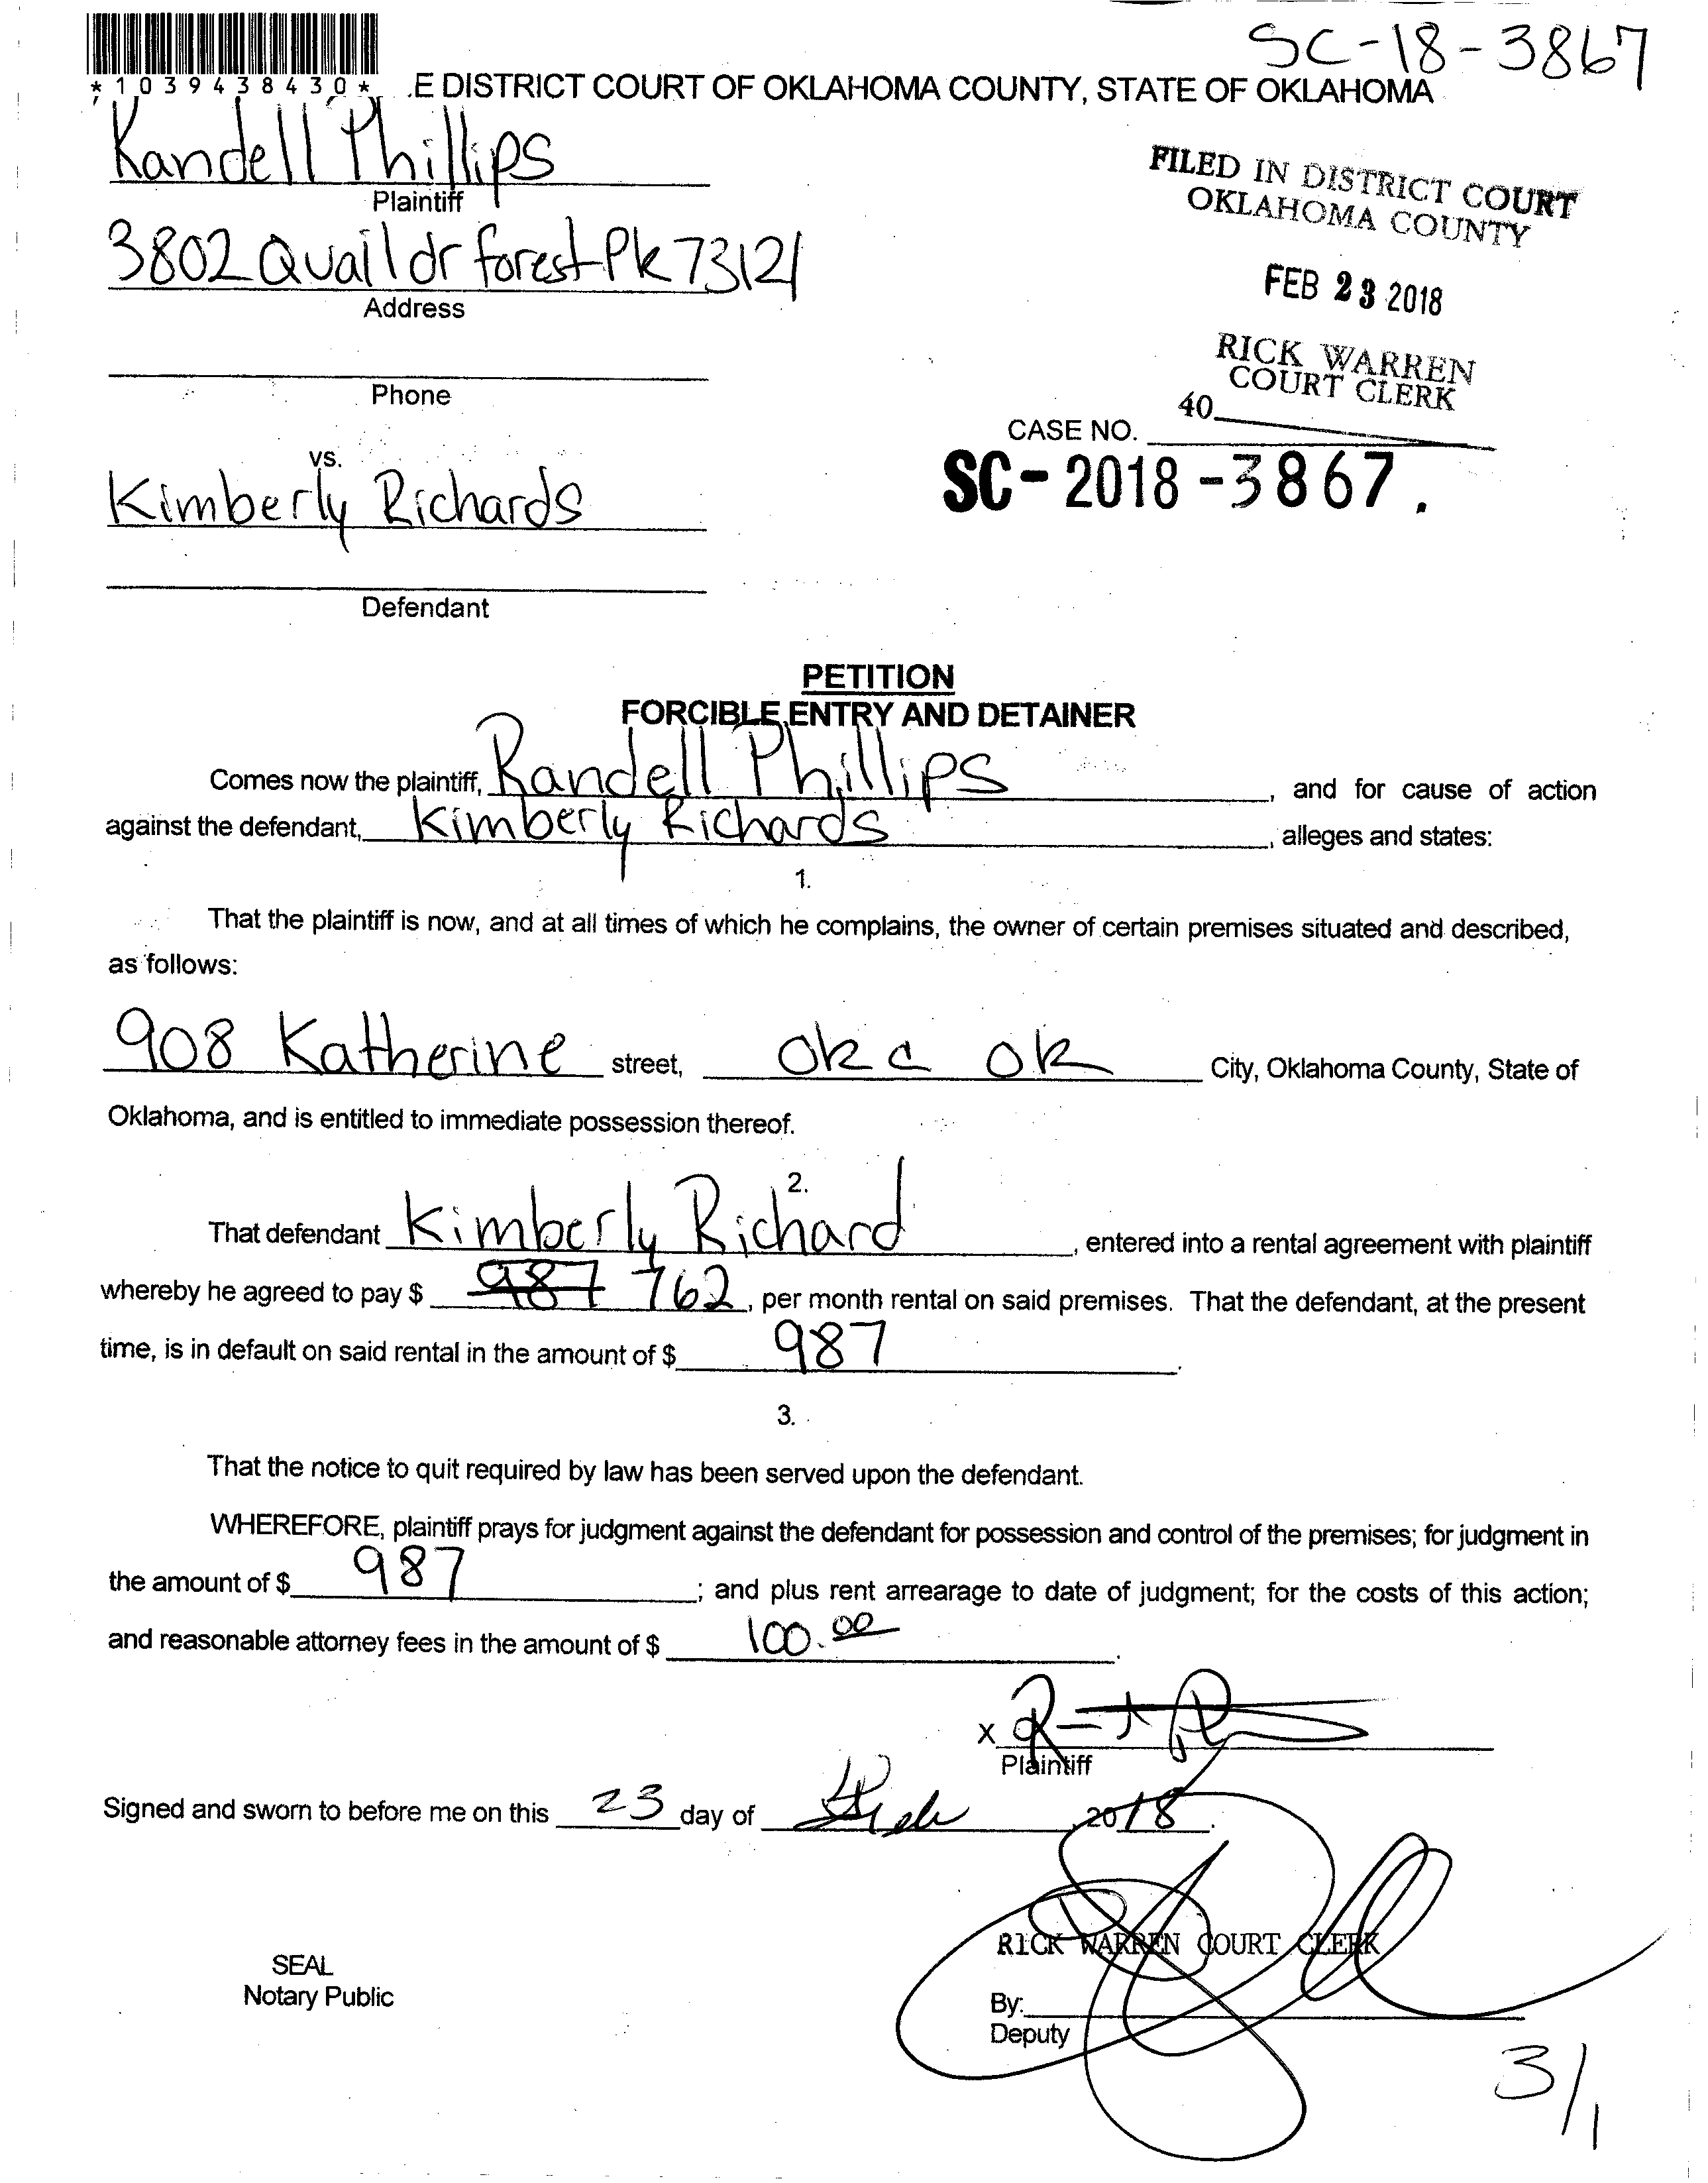 SC-18-3867
*1039438430* .E DISTRICT COURT OF OKLAHOMA COUNTY, STATE OF OKLAHOMA
Randell Phillips
Plaintiff
3802 Quail dr forest Pk 73121
Address
Phone
FILED IN DISTRICT COURT
OKLAHOMA COUNTY
FEB 23 2018
RICK WARREN
COURT CLERK
40
CASE NO.
SC-2018-3867.
vs.
Kimberly Richards
Defendant
PETITION
FORCIBLE ENTRY AND DETAINER
Comes now the plaintiff, Randell Phillips, and for cause of action
against the defendant, Kimberly Richards, alleges and states:
1.
That the plaintiff is now, and at all times of which he complains, the owner of certain premises situated and described,
as follows:
908 Katherine street, okc ok City, Oklahoma County, State of
Oklahoma, and is entitled to immediate possession thereof.
2.
That defendant Kimberly Richard, entered into a rental agreement with plaintiff
whereby he agreed to pay $ 987 762, per month rental on said premises. That the defendant, at the present
time, is in default on said rental in the amount of $ 987.
3.
That the notice to quit required by law has been served upon the defendant.
WHEREFORE, plaintiff prays for judgment against the defendant for possession and control of the premises; for judgment in
the amount of $ 987; and plus rent arrearage to date of judgment; for the costs of this action;
and reasonable attorney fees in the amount of $ 100.00.
X
Plaintiff
Signed and sworn to before me on this 23 day of , 2018.
RICK WARREN COURT CLERK
SEAL
Notary Public
By:
Deputy
3/1